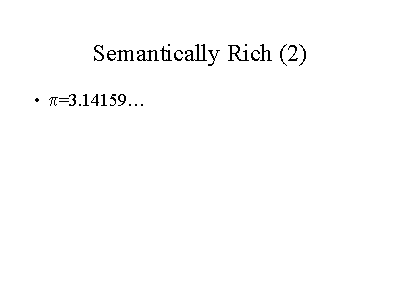 Semantically Rich (2)
• π=3.14159…